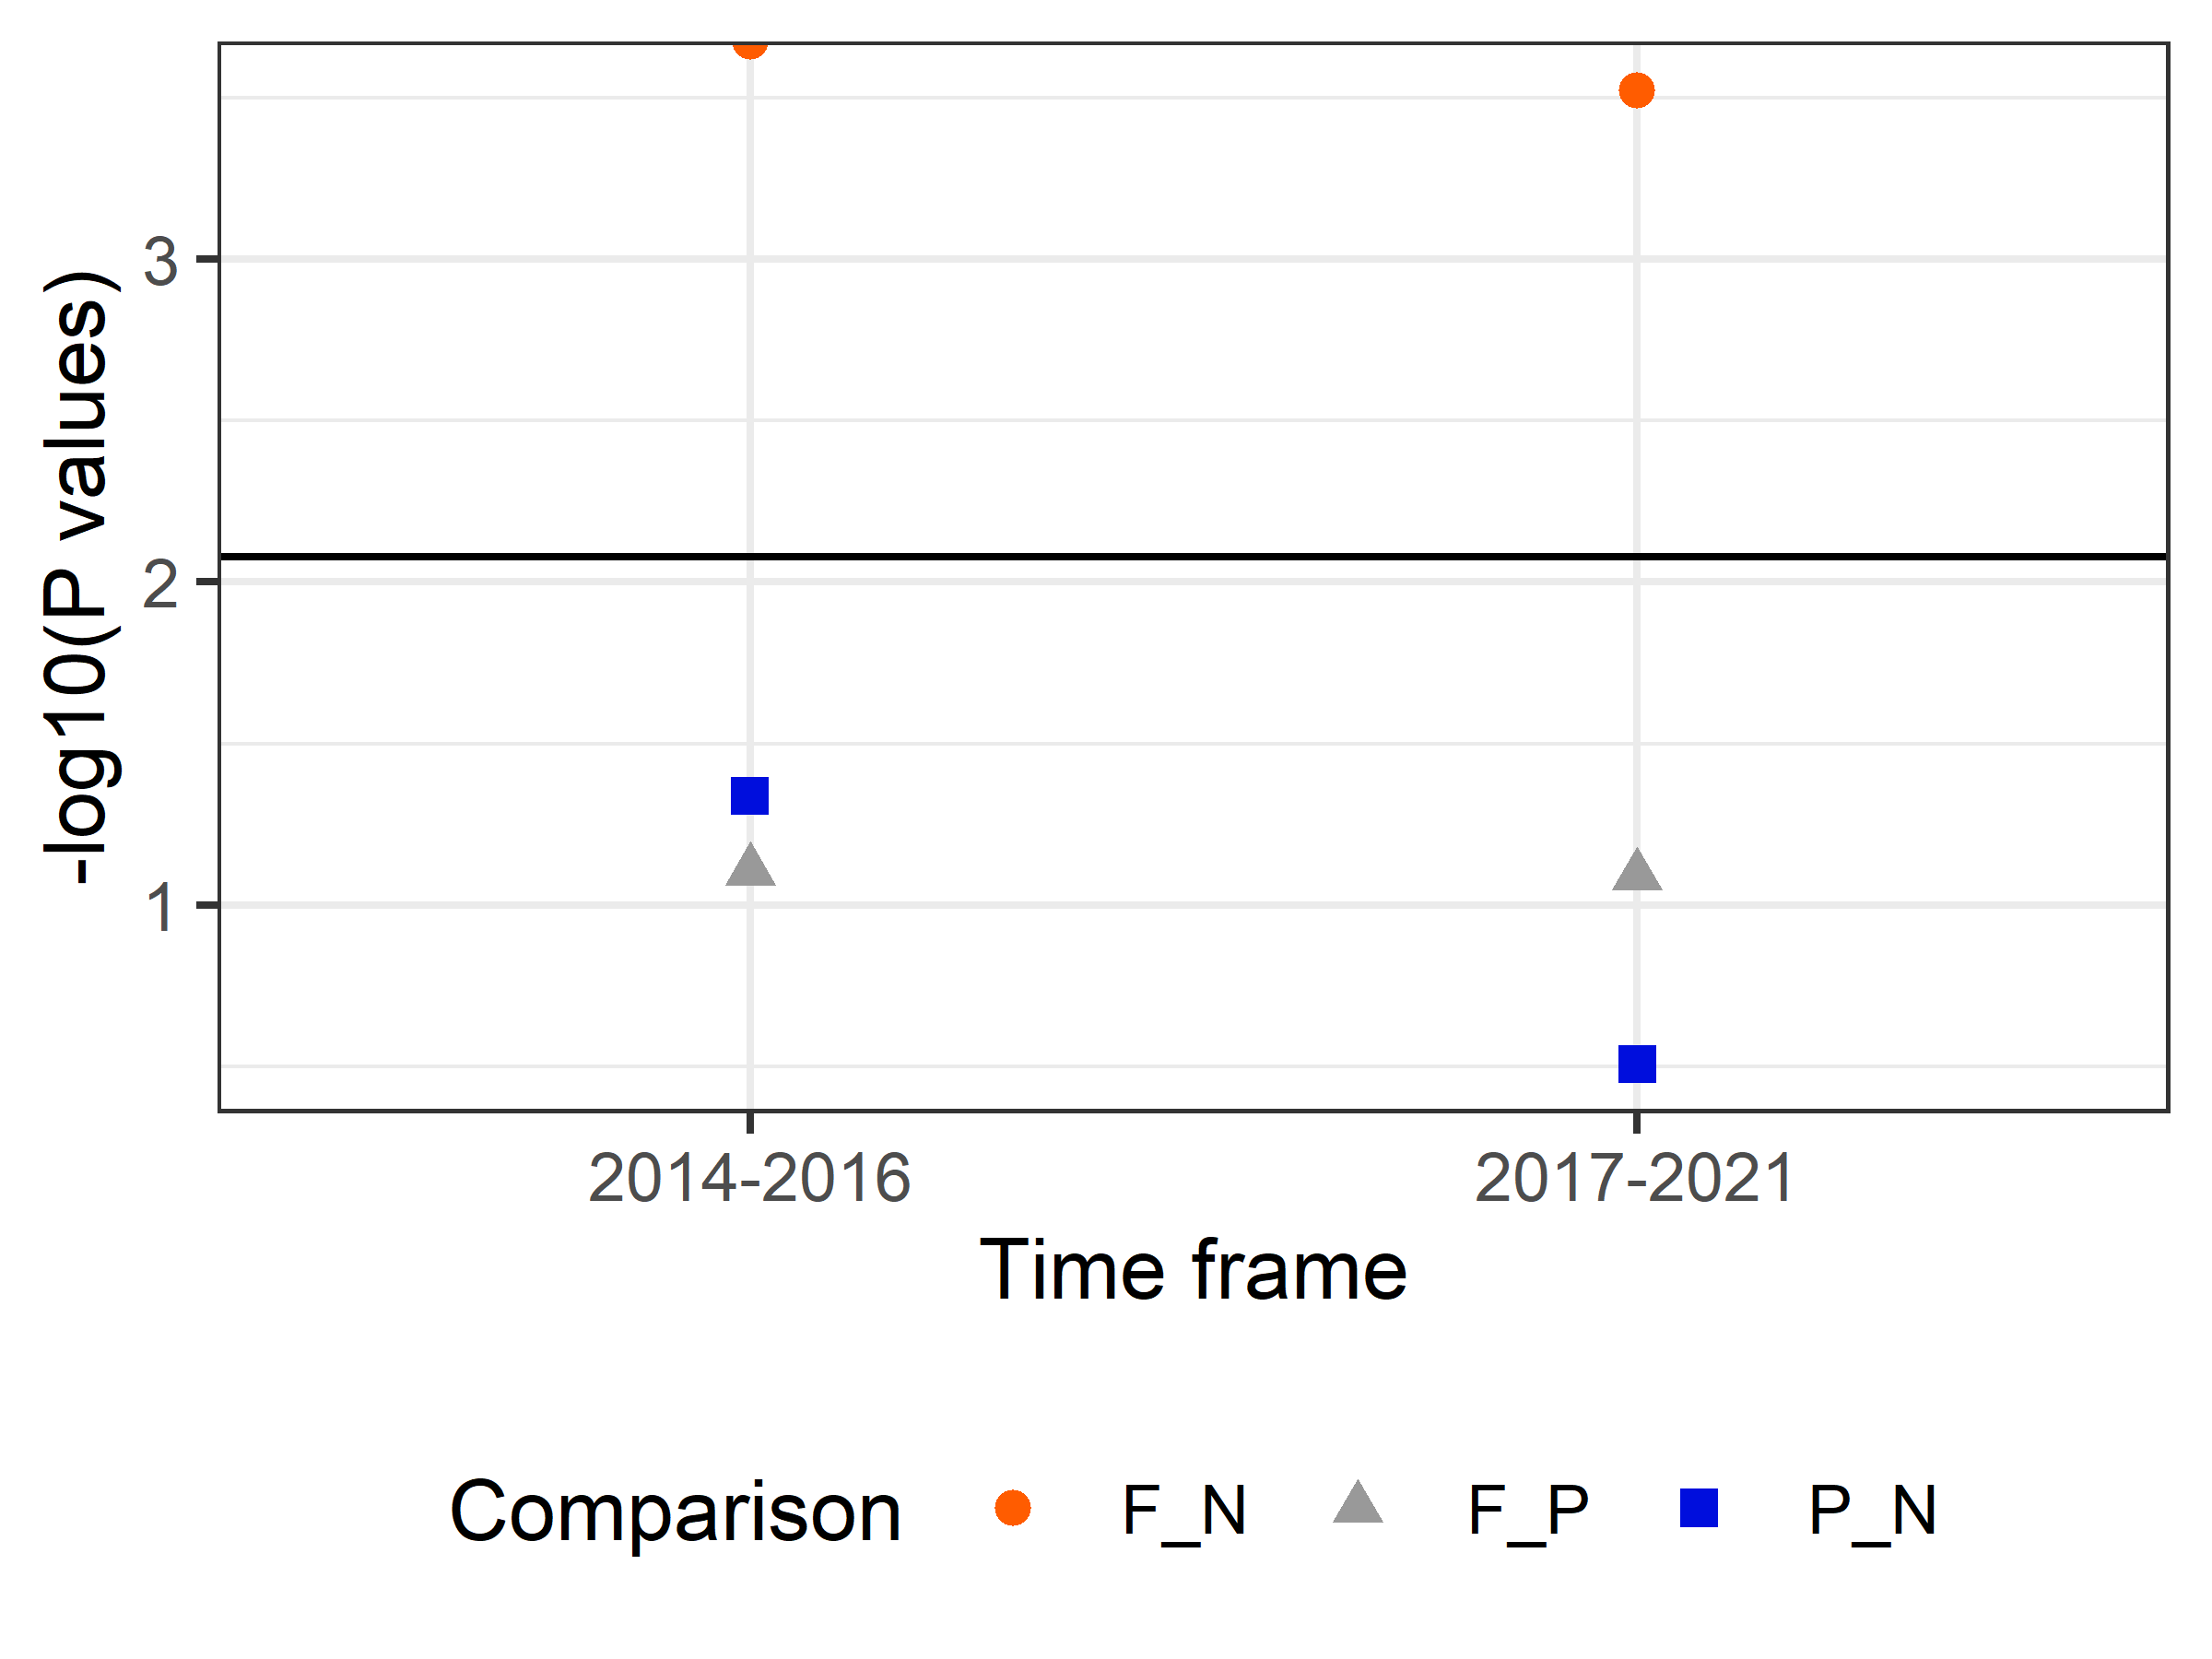 -log10(P values)
3
2
1
2014-2016 2017-2021
Time frame
Comparison F_N F_P P_N